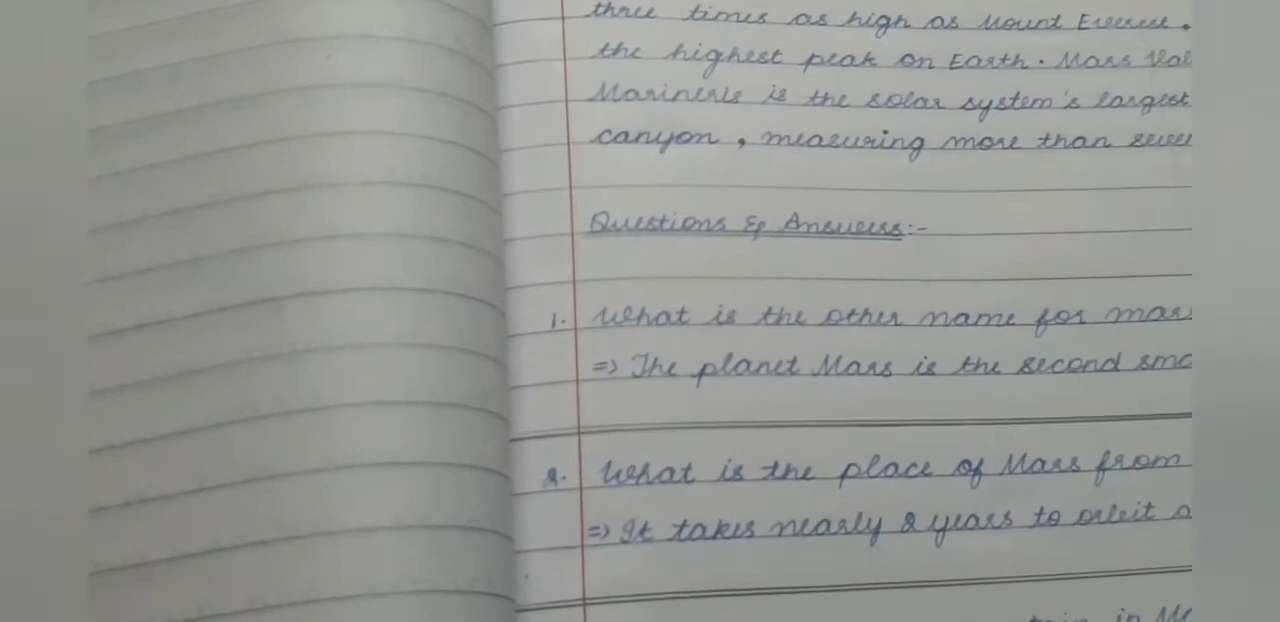 three times as high as Mount Everest.
the highest peak on Earth. Mars Val
Marineris is the solar system's largest
canyon, measuring more than seve
Questions & Answers:-
1. What is the other name for mar
=> The planet Mars is the second sma
2. What is the place of Mars from
=> It takes nearly 2 years to orbit a
in M